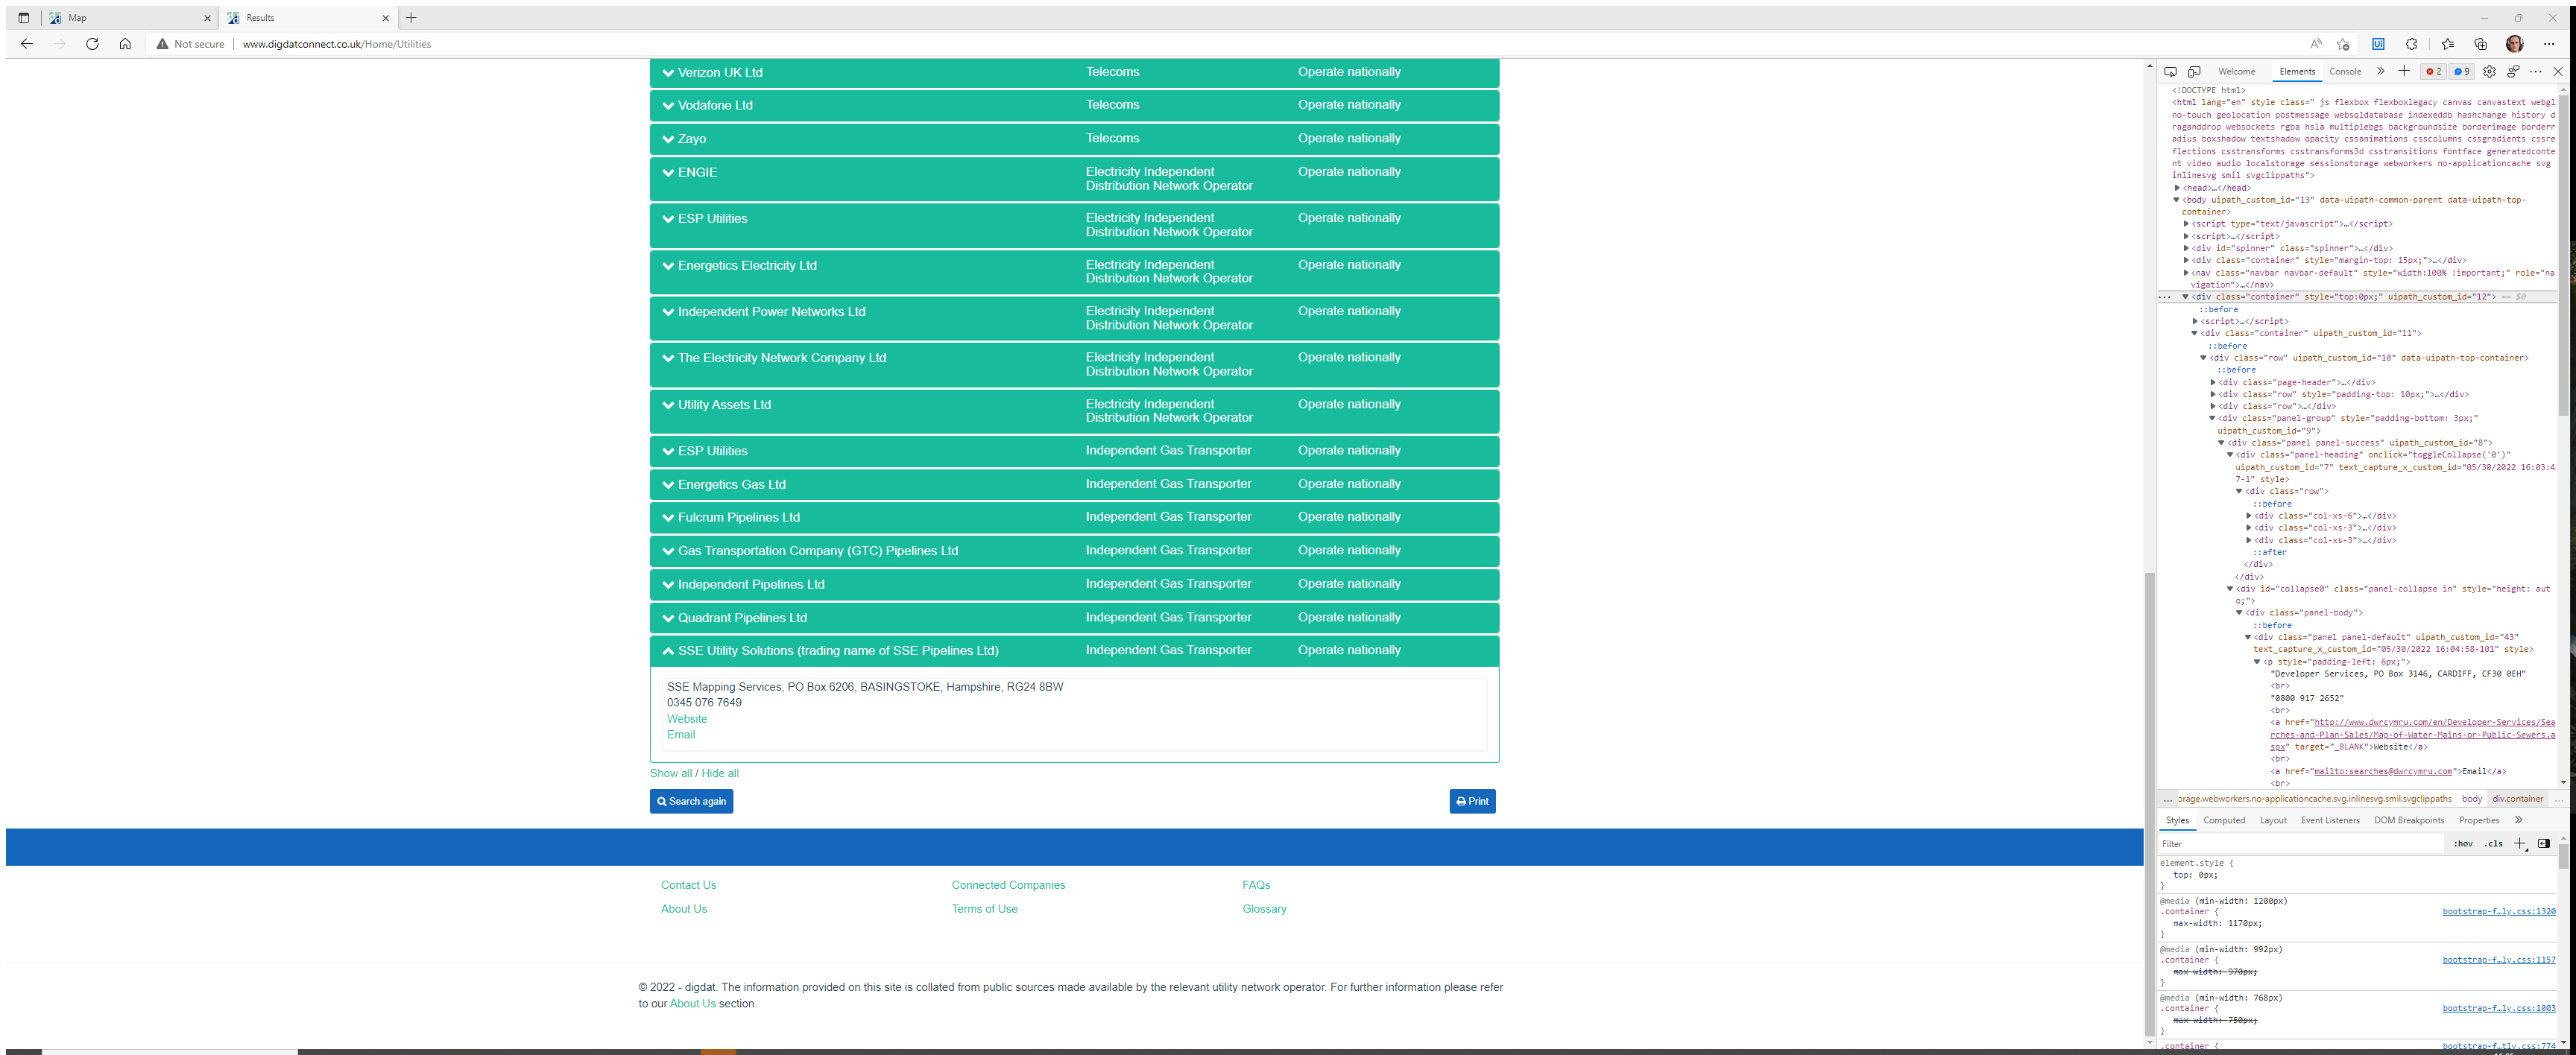 Map
Results
Not secure
www.digdatconnect.co.uk/Home/Utilities
Verizon UK Ltd Telecoms Operate nationally
Vodafone Ltd Telecoms Operate nationally
Zayo Telecoms Operate nationally
ENGIE Electricity Independent Operate nationally
Distribution Network Operator
ESP Utilities Electricity Independent Operate nationally
Distribution Network Operator
Energetics Electricity Ltd Electricity Independent Operate nationally
Distribution Network Operator
Independent Power Networks Ltd Electricity Independent Operate nationally
Distribution Network Operator
The Electricity Network Company Ltd Electricity Independent Operate nationally
Distribution Network Operator
Utility Assets Ltd Electricity Independent Operate nationally
Distribution Network Operator
ESP Utilities Independent Gas Transporter Operate nationally
Energetics Gas Ltd Independent Gas Transporter Operate nationally
Fulcrum Pipelines Ltd Independent Gas Transporter Operate nationally
Gas Transportation Company (GTC) Pipelines Ltd Independent Gas Transporter Operate nationally
Independent Pipelines Ltd Independent Gas Transporter Operate nationally
Quadrant Pipelines Ltd Independent Gas Transporter Operate nationally
SSE Utility Solutions (trading name of SSE Pipelines Ltd) Independent Gas Transporter Operate nationally
SSE Mapping Services, PO Box 6206, BASINGSTOKE, Hampshire, RG24 8BW
0345 076 7649
Website
Email
Show all / Hide all
Search again
Print
Contact Us Connected Companies FAQs
About Us Terms of Use Glossary
© 2022 - digdat. The information provided on this site is collated from public sources made available by the relevant utility network operator. For further information please refer
to our About Us section.
Welcome Elements Console 2 9
<!DOCTYPE html>
<html lang="en" style class=" js flexbox flexboxlegacy canvas canvastext webgl
no-touch geolocation postmessage websqldatabase indexeddb hashchange history d
raganddrop websockets rgba hsla multiplebgs backgroundsize borderimage borderr
adius boxshadow textshadow opacity cssanimations csscolumns cssgradients cssre
flections csstransforms csstransforms3d csstransitions fontface generatedconte
nt video audio localstorage sessionstorage webworkers no-applicationcache svg
inlinesvg smil svgclippaths">
<head>…</head>
<body uipath_custom_id="13" data-uipath-common-parent data-uipath-top-
container>
<script type="text/javascript">…</script>
<script>…</script>
<div id="spinner" class="spinner">…</div>
<div class="container" style="margin-top: 15px;">…</div>
<nav class="navbar navbar-default" style="width:100% !important;" role="na
vigation">…</nav>
<div class="container" style="top:0px;" uipath_custom_id="12"> == $0
::before
<script>…</script>
<div class="container" uipath_custom_id="11">
::before
<div class="row" uipath_custom_id="10" data-uipath-top-container>
::before
<div class="page-header">…</div>
<div class="row" style="padding-top: 10px;">…</div>
<div class="row">…</div>
<div class="panel-group" style="padding-bottom: 3px;"
uipath_custom_id="9">
<div class="panel panel-success" uipath_custom_id="8">
<div class="panel-heading" onclick="toggleCollapse('0')"
uipath_custom_id="7" text_capture_x_custom_id="05/30/2022 16:03:4
7-1" style>
<div class="row">
::before
<div class="col-xs-6">…</div>
<div class="col-xs-3">…</div>
<div class="col-xs-3">…</div>
::after
</div>
</div>
<div id="collapse0" class="panel-collapse in" style="height: aut
o;">
<div class="panel-body">
::before
<div class="panel panel-default" uipath_custom_id="43"
text_capture_x_custom_id="05/30/2022 16:04:58-101" style>
<p style="padding-left: 6px;">
"Developer Services, PO Box 3146, CARDIFF, CF30 0EH"
<br>
"0800 917 2652"
<br>
<a href="http://www.dwrcymru.com/en/Developer-Services/Sea
rches-and-Plan-Sales/Map-of-Water-Mains-or-Public-Sewers.a
spx" target="_BLANK">Website</a>
<br>
<a href="mailto:searches@dwrcymru.com">Email</a>
<br>
... orage.webworkers.no-applicationcache.svg.inlinesvg.smil.svgclippaths body div.container ...
Styles Computed Layout Event Listeners DOM Breakpoints Properties
Filter :hov .cls
element.style {
top: 0px;
}
@media (min-width: 1200px)
.container { bootstrap-f…ly.css:1320
max-width: 1170px;
}
@media (min-width: 992px)
.container { bootstrap-f…ly.css:1157
max-width: 970px;
}
@media (min-width: 768px)
.container { bootstrap-f…ly.css:1003
max-width: 750px;
}
.container { bootstrap-f…tly.css:774